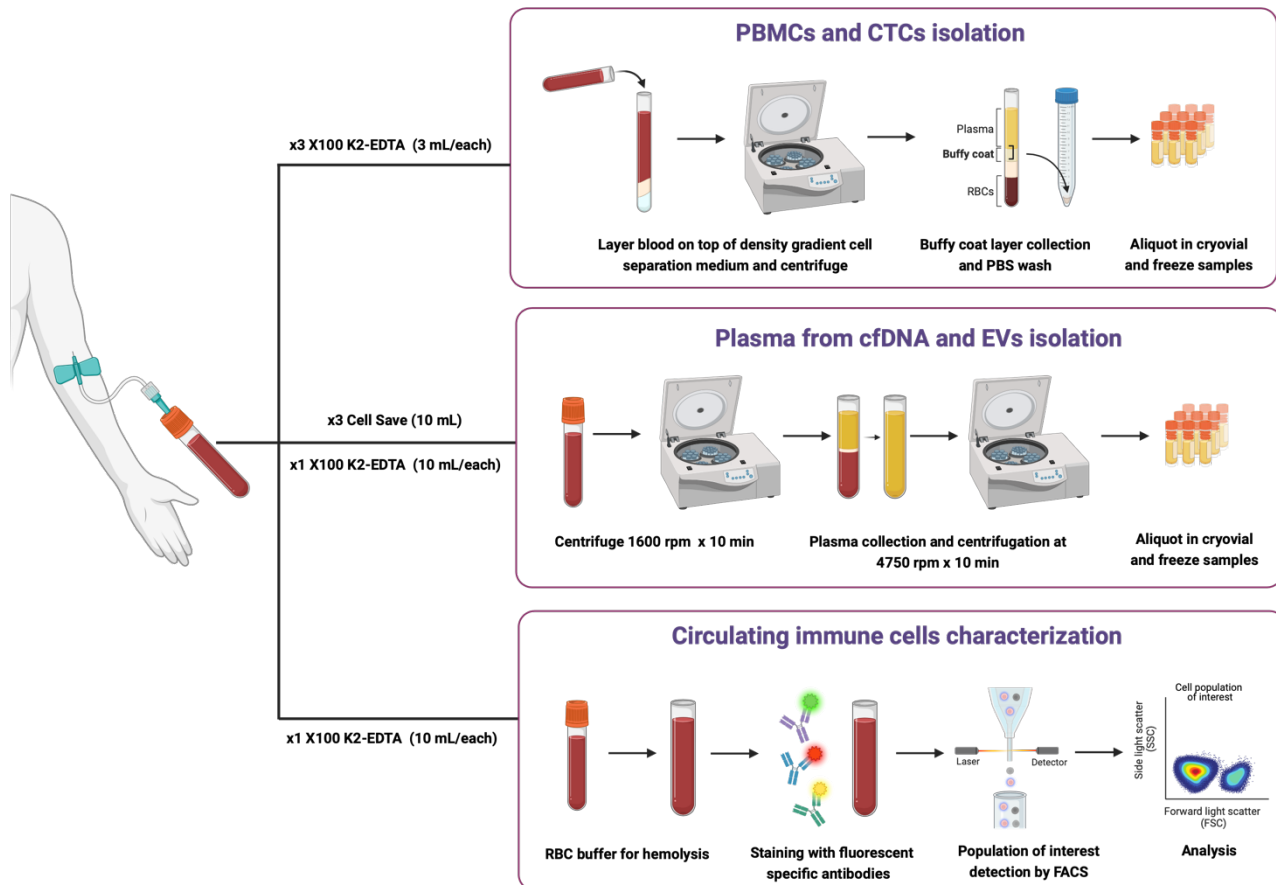 PBMCs and CTCs isolation
x3 X100 K2-EDTA (3 mL/each)
Plasma
Buffy coat
RBCs
Layer blood on top of density gradient cell
separation medium and centrifuge
Buffy coat layer collection
and PBS wash
Aliquot in cryovial
and freeze samples
Plasma from cfDNA and EVs isolation
x3 Cell Save (10 mL)
x1 X100 K2-EDTA (10 mL/each)
Centrifuge 1600 rpm x 10 min
Plasma collection and centrifugation at
4750 rpm x 10 min
Aliquot in cryovial
and freeze samples
Circulating immune cells characterization
x1 X100 K2-EDTA (10 mL/each)
Laser
Detector
Cell population
of interest
Side light scatter
(SSC)
Forward light scatter
(FSC)
RBC buffer for hemolysis
Staining with fluorescent
specific antibodies
Population of interest
detection by FACS
Analysis